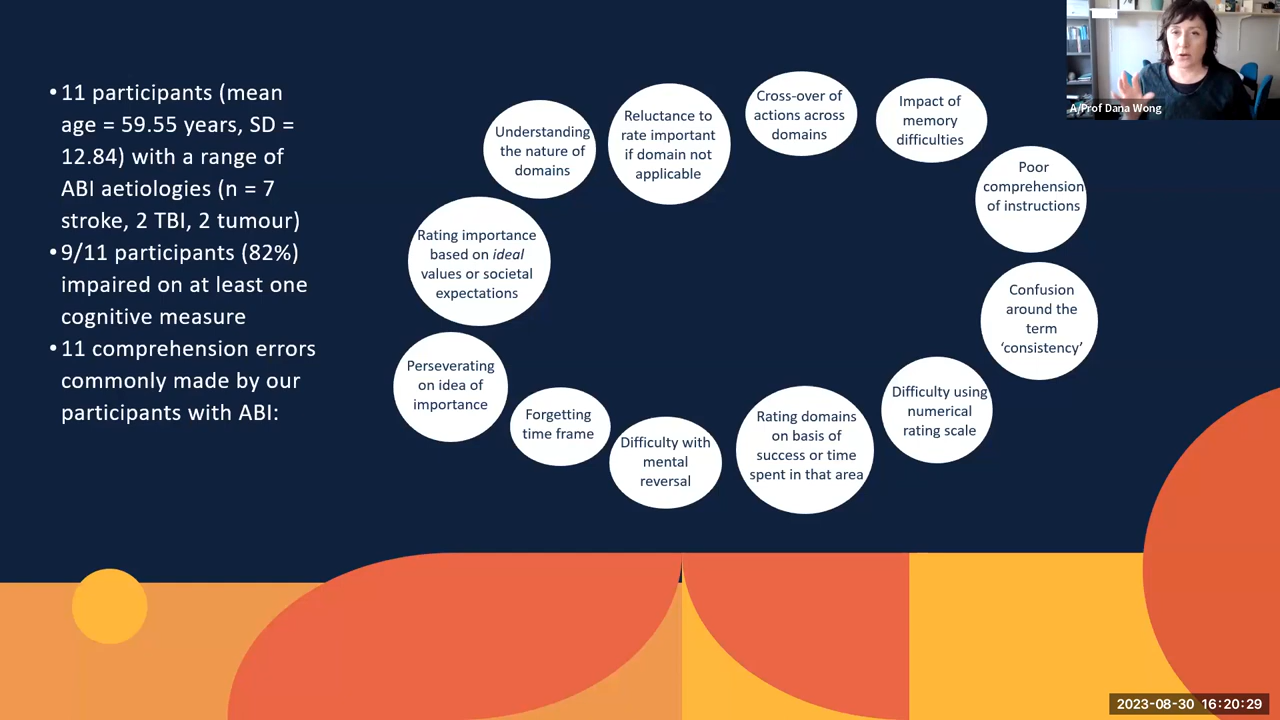 • 11 participants (mean
age = 59.55 years, SD =
12.84) with a range of
ABI aetiologies (n = 7
stroke, 2 TBI, 2 tumour)
• 9/11 participants (82%)
impaired on at least one
cognitive measure
• 11 comprehension errors
commonly made by our
participants with ABI:
Understanding
the nature of
domains
Reluctance to
rate important
if domain not
applicable
Cross-over of
actions across
domains
Impact of
memory
difficulties
Poor
comprehension
of instructions
Confusion
around the
term
‘consistency’
Difficulty using
numerical
rating scale
Rating domains
on basis of
success or time
spent in that area
Difficulty with
mental
reversal
Forgetting
time frame
Perseverating
on idea of
importance
Rating importance
based on ideal
values or societal
expectations
A/Prof Dana Wong
2023-08-30 16:20:29